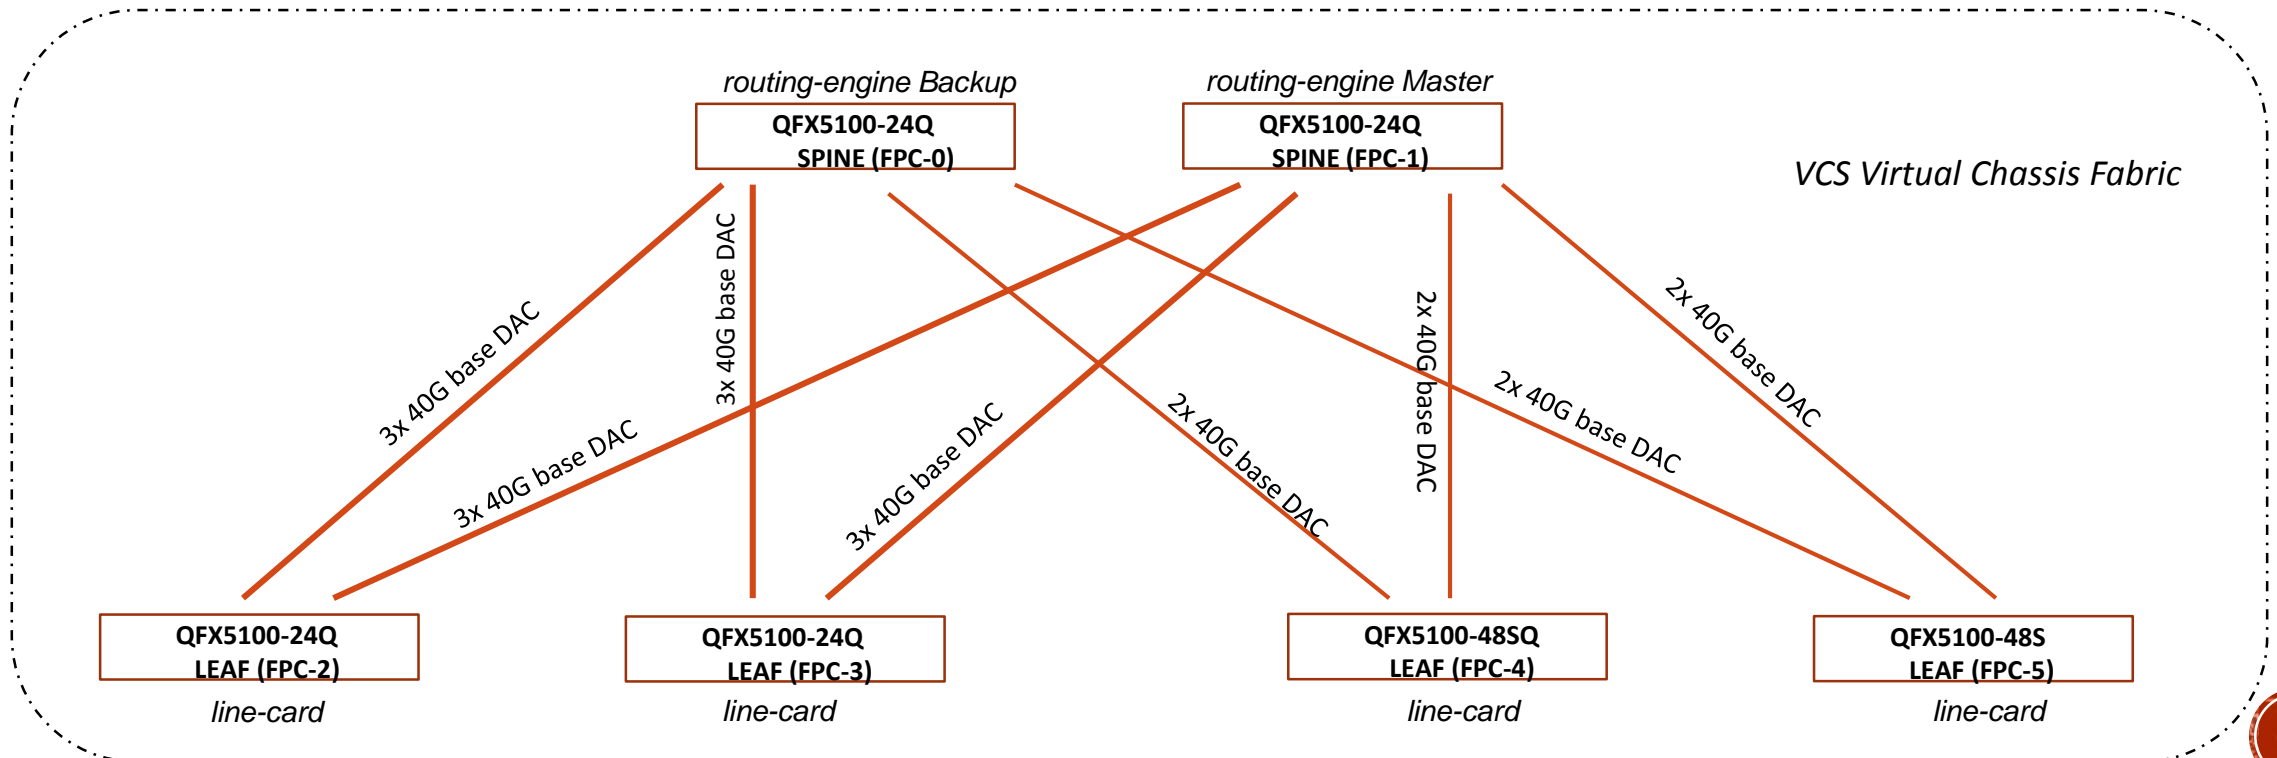 routing-engine Backup
routing-engine Master
QFX5100-24Q
SPINE (FPC-0)
QFX5100-24Q
SPINE (FPC-1)
VCS Virtual Chassis Fabric
3x 40G base DAC
3x 40G base DAC
3x 40G base DAC
3x 40G base DAC
2x 40G base DAC
2x 40G base DAC
2x 40G base DAC
2x 40G base DAC
QFX5100-24Q
LEAF (FPC-2)
line-card
QFX5100-24Q
LEAF (FPC-3)
line-card
QFX5100-48SQ
LEAF (FPC-4)
line-card
QFX5100-48S
LEAF (FPC-5)
line-card